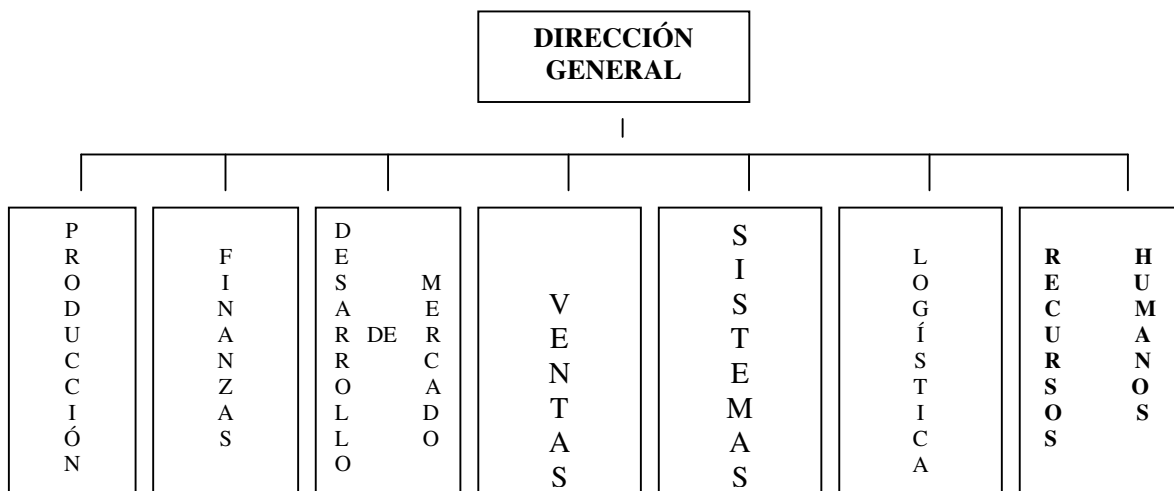 DIRECCIÓN
GENERAL
PRODUCCIÓN
FINANZAS
DESARROLLO
DE
MERCADO
VENTAS
SISTEMAS
LOGÍSTICA
RECURSOS
HUMANOS